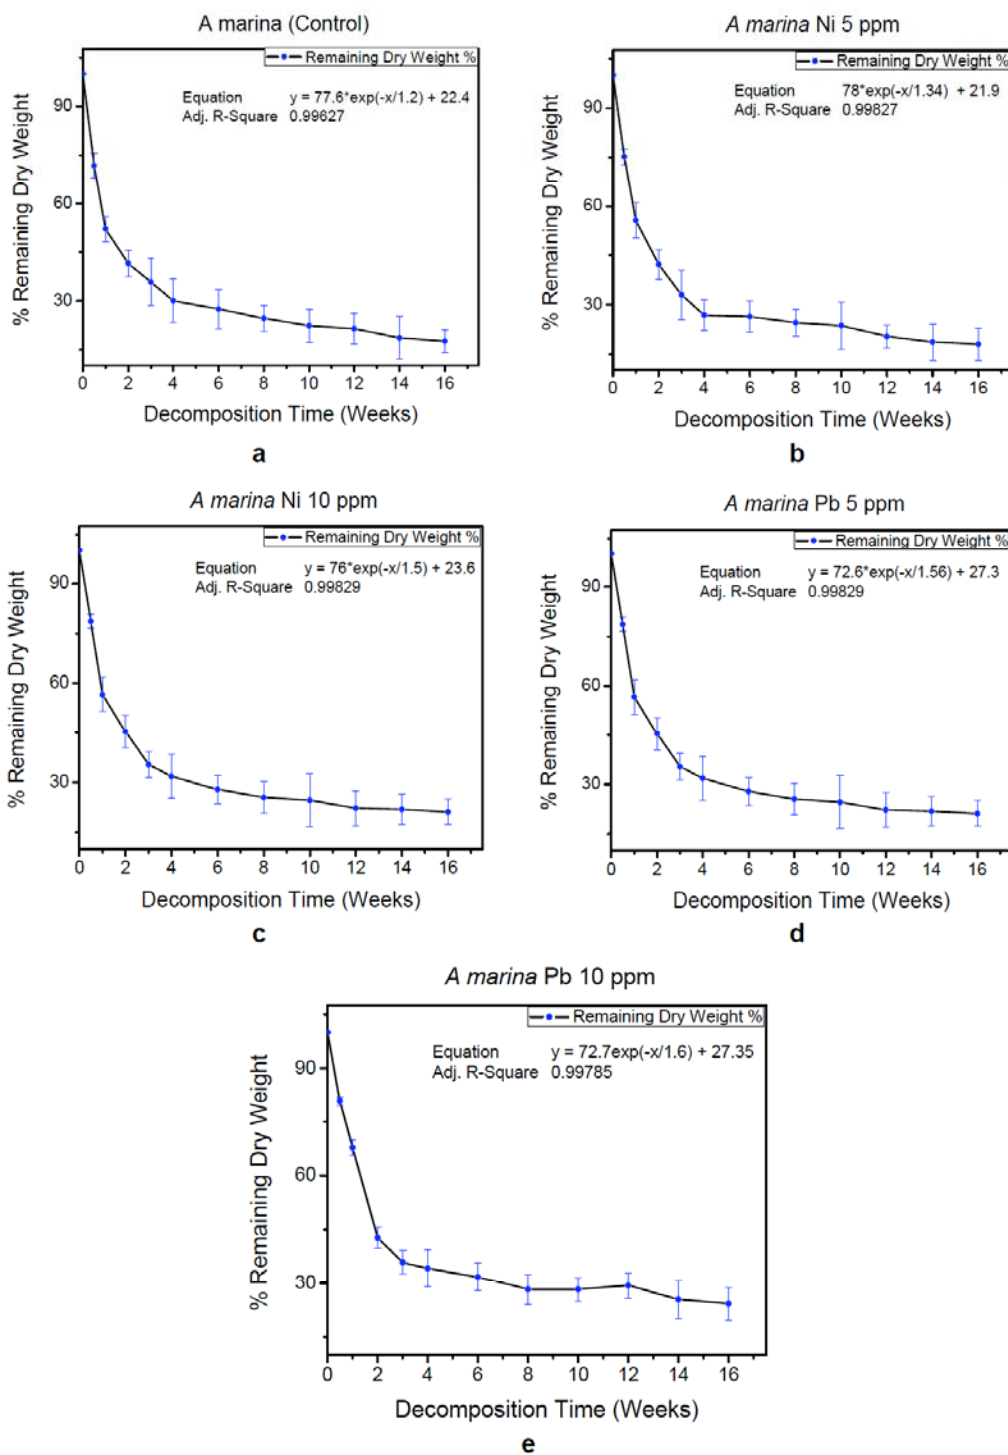 A marina (Control)
Remaining Dry Weight %
Equation y = 77.6*exp(-x/1.2) + 22.4
Adj. R-Square 0.99627
% Remaining Dry Weight
90
60
30
0 2 4 6 8 10 12 14 16
Decomposition Time (Weeks)
a
A marina Ni 5 ppm
Remaining Dry Weight %
Equation 78*exp(-x/1.34) + 21.9
Adj. R-Square 0.99827
% Remaining Dry Weight
90
60
30
0 2 4 6 8 10 12 14 16
Decomposition Time (Weeks)
b
A marina Ni 10 ppm
Remaining Dry Weight %
Equation y = 76*exp(-x/1.5) + 23.6
Adj. R-Square 0.99829
% Remaining Dry Weight
90
60
30
0 2 4 6 8 10 12 14 16
Decomposition Time (Weeks)
c
A marina Pb 5 ppm
Remaining Dry Weight %
Equation y = 72.6*exp(-x/1.56) + 27.3
Adj. R-Square 0.99829
% Remaining Dry Weight
90
60
30
0 2 4 6 8 10 12 14 16
Decomposition Time (Weeks)
d
A marina Pb 10 ppm
Remaining Dry Weight %
Equation y = 72.7exp(-x/1.6) + 27.35
Adj. R-Square 0.99785
% Remaining Dry Weight
90
60
30
0 2 4 6 8 10 12 14 16
Decomposition Time (Weeks)
e